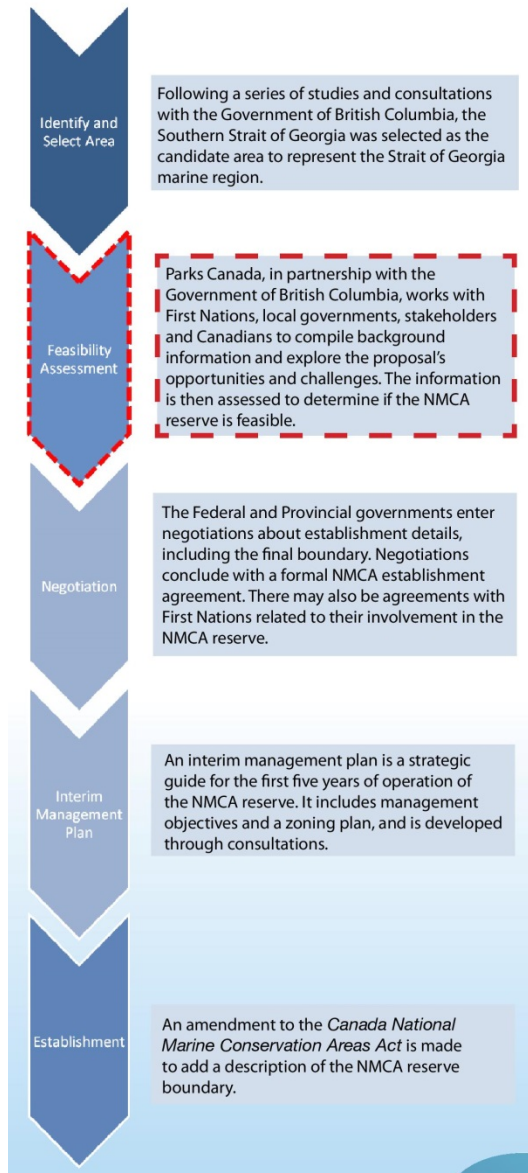 Identify and
Select Area
Following a series of studies and consultations
with the Government of British Columbia, the
Southern Strait of Georgia was selected as the
candidate area to represent the Strait of Georgia
marine region.
Feasibility
Assessment
Parks Canada, in partnership with the
Government of British Columbia, works with
First Nations, local governments, stakeholders
and Canadians to compile background
information and explore the proposal's
opportunities and challenges. The information
is then assessed to determine if the NMCA
reserve is feasible.
Negotiation
The Federal and Provincial governments enter
negotiations about establishment details,
including the final boundary. Negotiations
conclude with a formal NMCA establishment
agreement. There may also be agreements with
First Nations related to their involvement in the
NMCA reserve.
Interim
Management
Plan
An interim management plan is a strategic
guide for the first five years of operation of
the NMCA reserve. It includes management
objectives and a zoning plan, and is developed
through consultations.
Establishment
An amendment to the Canada National
Marine Conservation Areas Act is made
to add a description of the NMCA reserve
boundary.